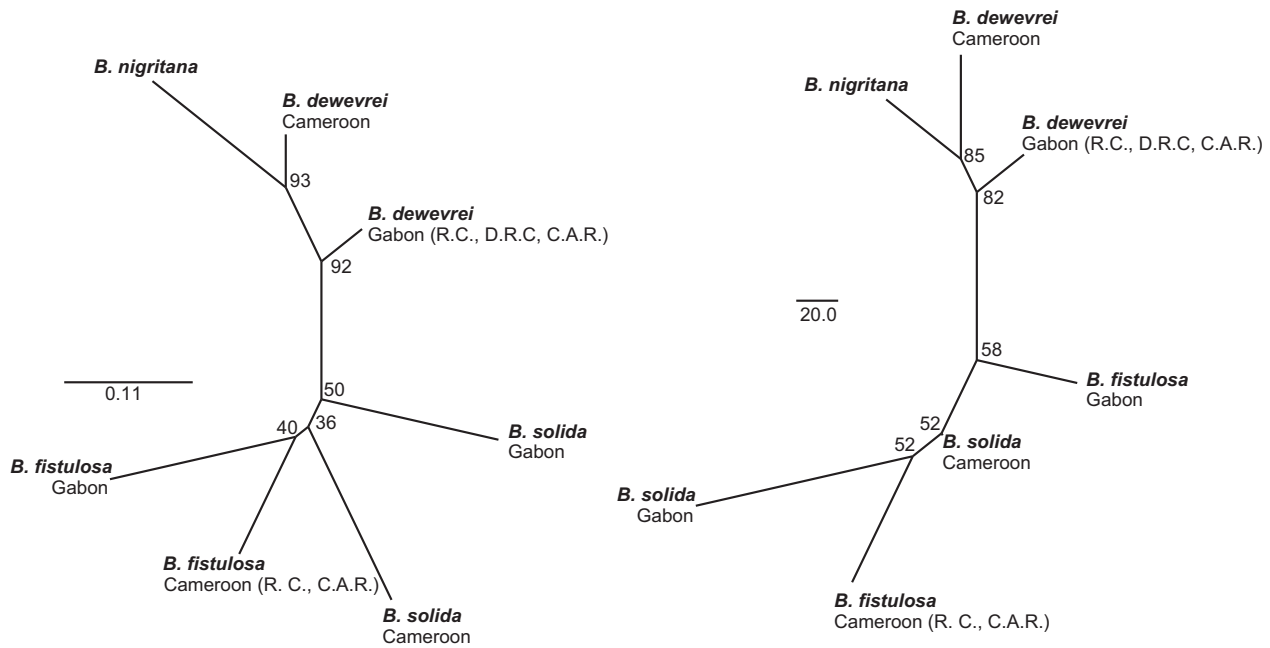 B. nigritana
B. dewevrei
Cameroon
93
B. dewevrei
Gabon (R.C., D.R.C, C.A.R.)
92
0.11
50
40
36
B. solida
Gabon
B. fistulosa
Gabon
B. fistulosa
Cameroon (R. C., C.A.R.)
B. solida
Cameroon
B. dewevrei
Cameroon
B. nigritana
B. dewevrei
Gabon (R.C., D.R.C, C.A.R.)
85
82
20.0
58
B. fistulosa
Gabon
52
52
B. solida
Cameroon
B. solida
Gabon
B. fistulosa
Cameroon (R. C., C.A.R.)